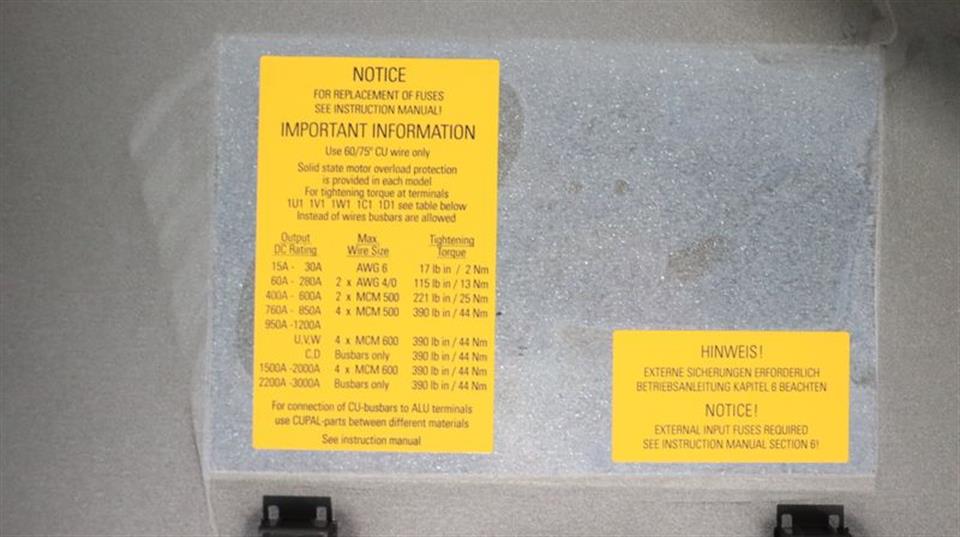 NOTICE
FOR REPLACEMENT OF FUSES
SEE INSTRUCTION MANUAL!
IMPORTANT INFORMATION
Use 60/75° CU wire only
Solid state motor overload protection
is provided in each model
For tightening torque at terminals
1U1 1V1 1W1 1C1 1D1 see table below
Instead of wires busbars are allowed
Output Max. Tightening
DC Rating Wire Size Torque
15A - 30A AWG 6 17 lb in / 2 Nm
60A - 280A 2 x AWG 4/0 115 lb in / 13 Nm
400A - 600A 2 x MCM 500 221 lb in / 25 Nm
760A - 850A 4 x MCM 500 390 lb in / 44 Nm
950A -1200A
U,V,W 4 x MCM 600 390 lb in / 44 Nm
C,D Busbars only 390 lb in / 44 Nm
1500A -2000A 4 x MCM 600 390 lb in / 44 Nm
2200A -3000A Busbars only 390 lb in / 44 Nm
For connection of CU-busbars to ALU terminals
use CUPAL-parts between different materials
See instruction manual
HINWEIS!
EXTERNE SICHERUNGEN ERFORDERLICH
BETRIEBSANLEITUNG KAPITEL 6 BEACHTEN
NOTICE!
EXTERNAL INPUT FUSES REQUIRED
SEE INSTRUCTION MANUAL SECTION 6!